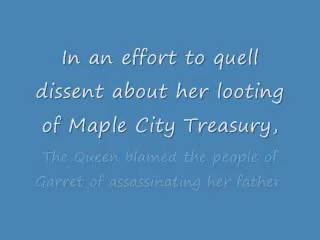 In an effort to quell
dissent about her looting
of Maple City Treasury,
The Queen blamed the people of
Garret of assassinating her father